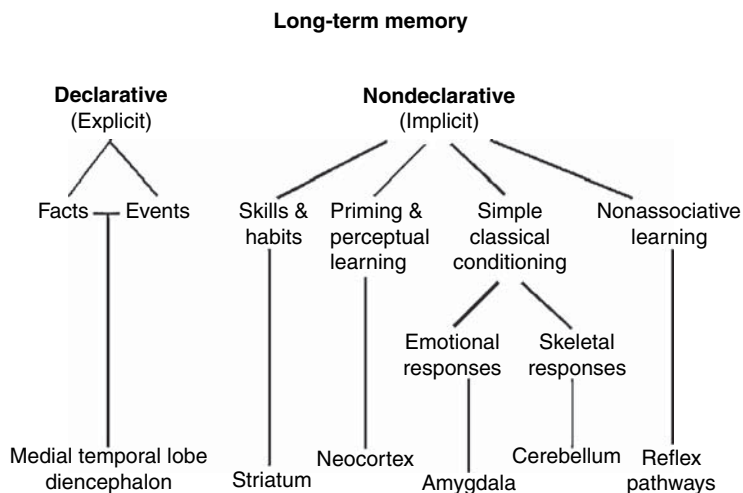 Long-term memory
Declarative
(Explicit)
Nondeclarative
(Implicit)
Facts
Events
Skills &
habits
Priming &
perceptual
learning
Simple
classical
conditioning
Nonassociative
learning
Emotional
responses
Skeletal
responses
Medial temporal lobe
diencephalon
Striatum
Neocortex
Amygdala
Cerebellum
Reflex
pathways